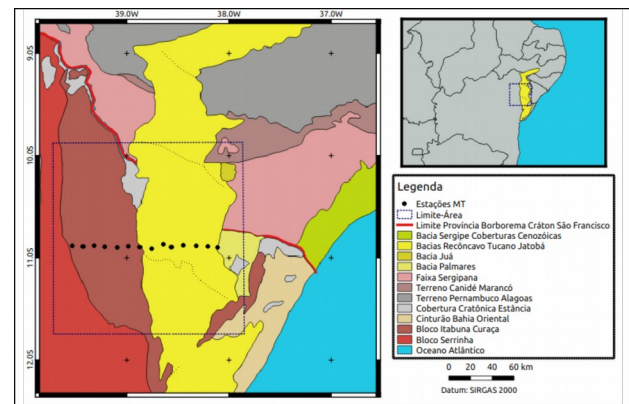 39.0W 38.0W 37.0W
9.0S
10.0S
11.0S
12.0S
Legenda
Estações MT
Limite-Área
Limite Província Borborema Cráton São Francisco
Bacia Sergipe Coberturas Cenozóicas
Bacias Recôncavo Tucano Jatobá
Bacia Juá
Bacia Palmares
Faixa Sergipana
Terreno Canidé Marancó
Terreno Pernambuco Alagoas
Cobertura Cratônica Estância
Cinturão Bahia Oriental
Bloco Itabuna Curaça
Bloco Serrinha
Oceano Atlântico
0 20 40 60 km
Datum: SIRGAS 2000